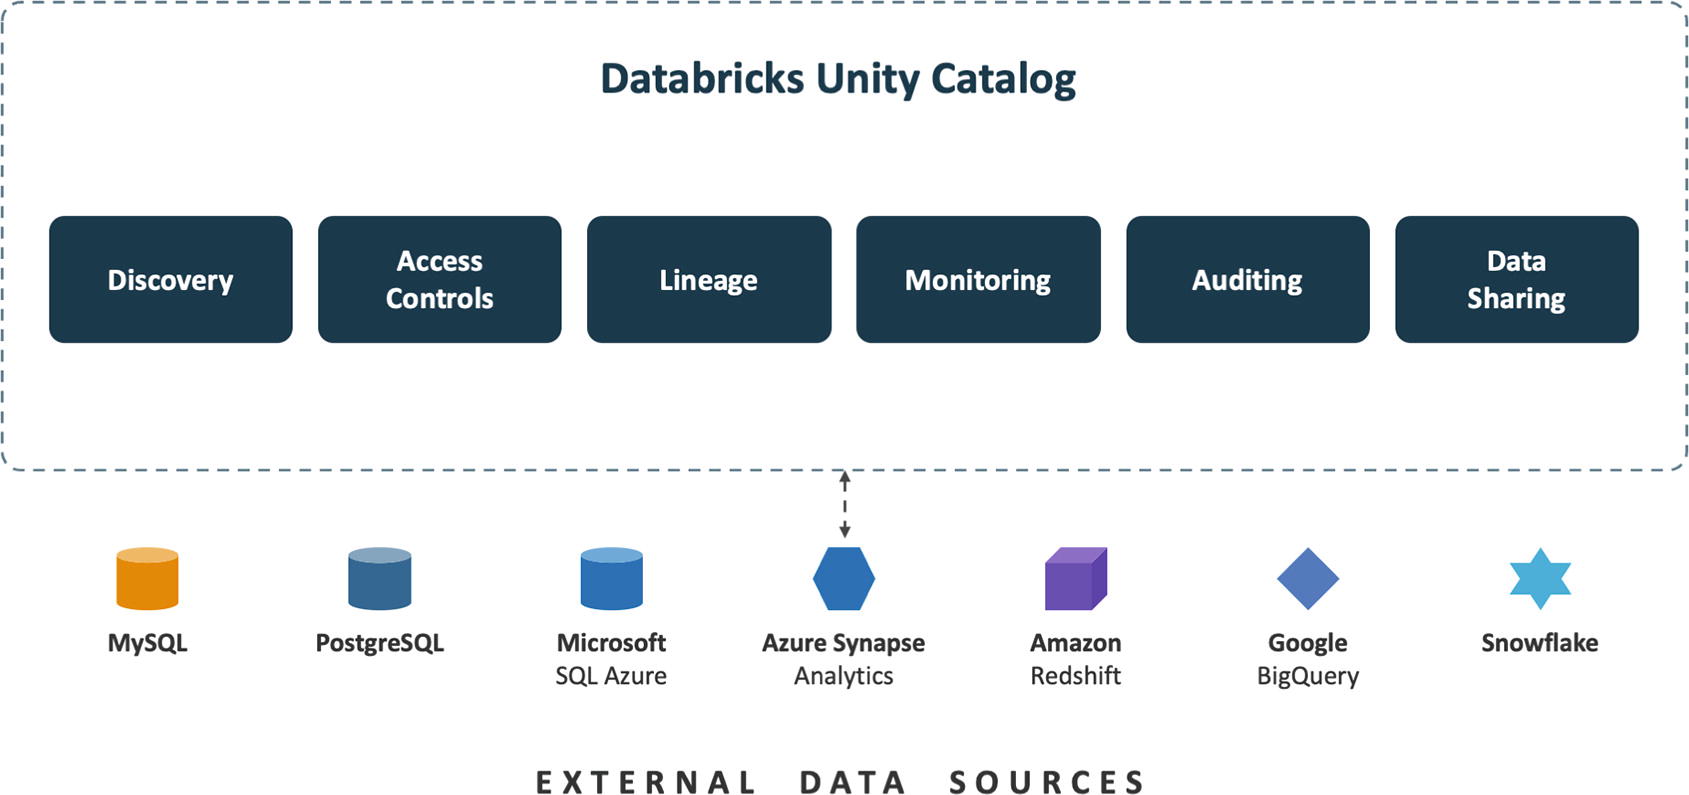 Databricks Unity Catalog
Discovery
Access
Controls
Lineage
Monitoring
Auditing
Data
Sharing
MySQL
PostgreSQL
Microsoft
SQL Azure
Azure Synapse
Analytics
Amazon
Redshift
Google
BigQuery
Snowflake
EXTERNAL DATA SOURCES